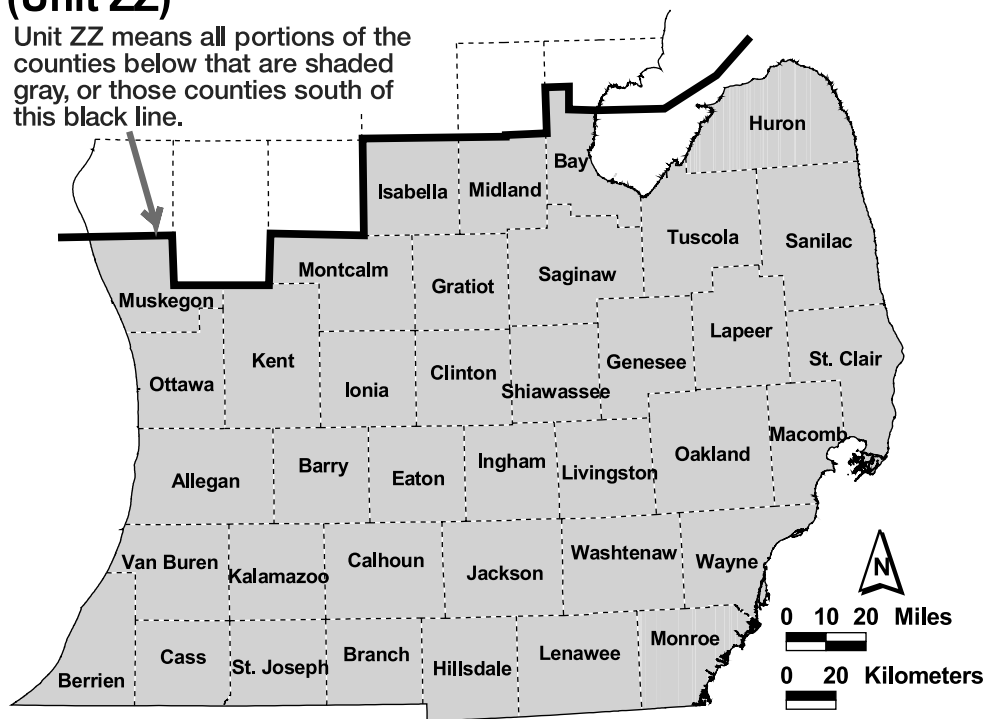 (Unit ZZ)
Unit ZZ means all portions of the
counties below that are shaded
gray, or those counties south of
this black line.
Huron
Bay
Isabella
Midland
Tuscola
Sanilac
Montcalm
Gratiot
Saginaw
Muskegon
Lapeer
St. Clair
Kent
Genesee
Ottawa
Ionia
Clinton
Shiawassee
Macomb
Oakland
Allegan
Barry
Eaton
Ingham
Livingston
Van Buren
Kalamazoo
Calhoun
Jackson
Washtenaw
Wayne
N
0 10 20 Miles
Berrien
Cass
St. Joseph
Branch
Hillsdale
Lenawee
Monroe
0 20 Kilometers